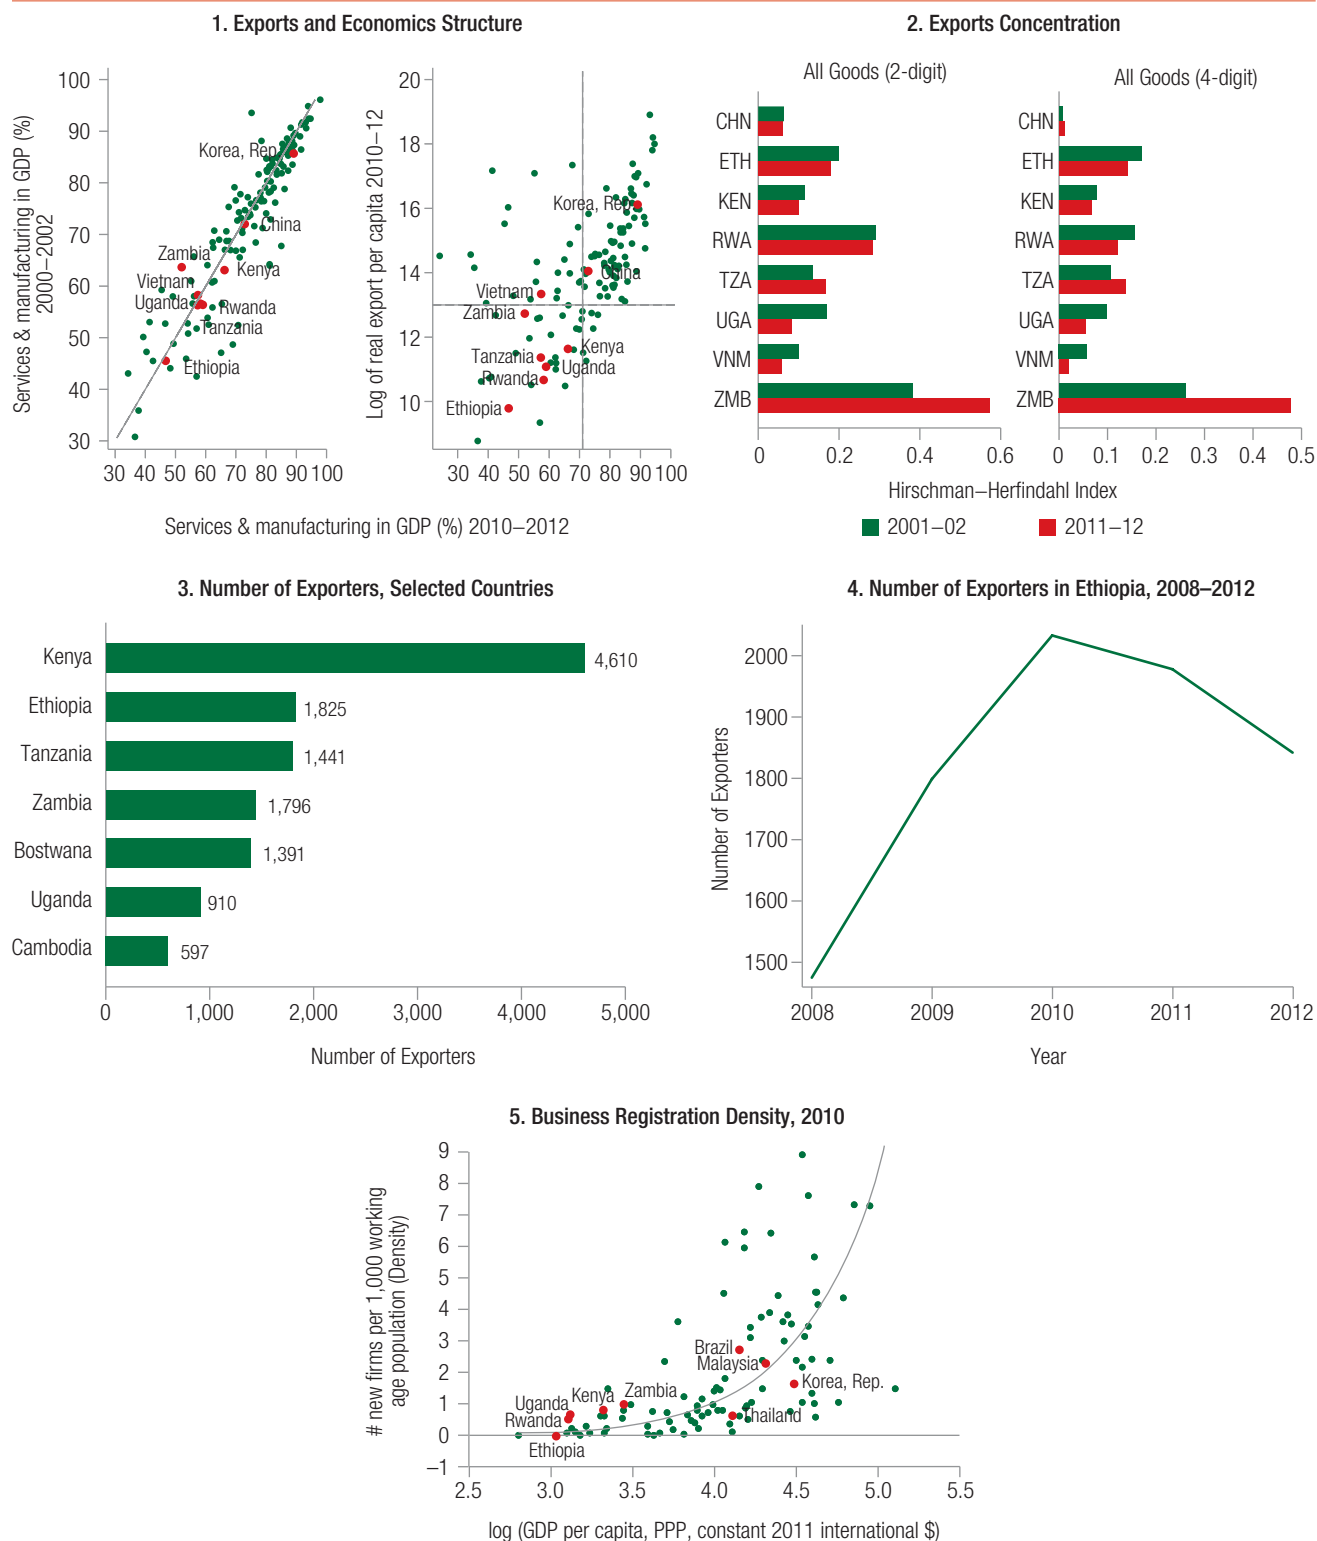 1. Exports and Economics Structure
Services & manufacturing in GDP (%)
2000–2002
100
90
80
70
60
50
40
30
Korea, Rep.
China
Zambia
Kenya
Vietnam
Uganda
Rwanda
Tanzania
Ethiopia
30 40 50 60 70 80 90 100
Log of real export per capita 2010–12
20
18
16
14
12
10
Korea, Rep.
China
Vietnam
Zambia
Kenya
Tanzania
Uganda
Rwanda
Ethiopia
30 40 50 60 70 80 90 100
Services & manufacturing in GDP (%) 2010–2012
2. Exports Concentration
All Goods (2-digit)
CHN
ETH
KEN
RWA
TZA
UGA
VNM
ZMB
0 0.2 0.4 0.6
All Goods (4-digit)
CHN
ETH
KEN
RWA
TZA
UGA
VNM
ZMB
0 0.1 0.2 0.3 0.4 0.5
Hirschman–Herfindahl Index
2001–02 2011–12
3. Number of Exporters, Selected Countries
Kenya 4,610
Ethiopia 1,825
Tanzania 1,441
Zambia 1,796
Bostwana 1,391
Uganda 910
Cambodia 597
0 1,000 2,000 3,000 4,000 5,000
Number of Exporters
4. Number of Exporters in Ethiopia, 2008–2012
Number of Exporters
2000
1900
1800
1700
1600
1500
2008 2009 2010 2011 2012
Year
5. Business Registration Density, 2010
# new firms per 1,000 working
age population (Density)
9
8
7
6
5
4
3
2
1
0
–1
Brazil
Malaysia
Korea, Rep.
Thailand
Zambia
Kenya
Uganda
Rwanda
Ethiopia
2.5 3.0 3.5 4.0 4.5 5.0 5.5
log (GDP per capita, PPP, constant 2011 international $)